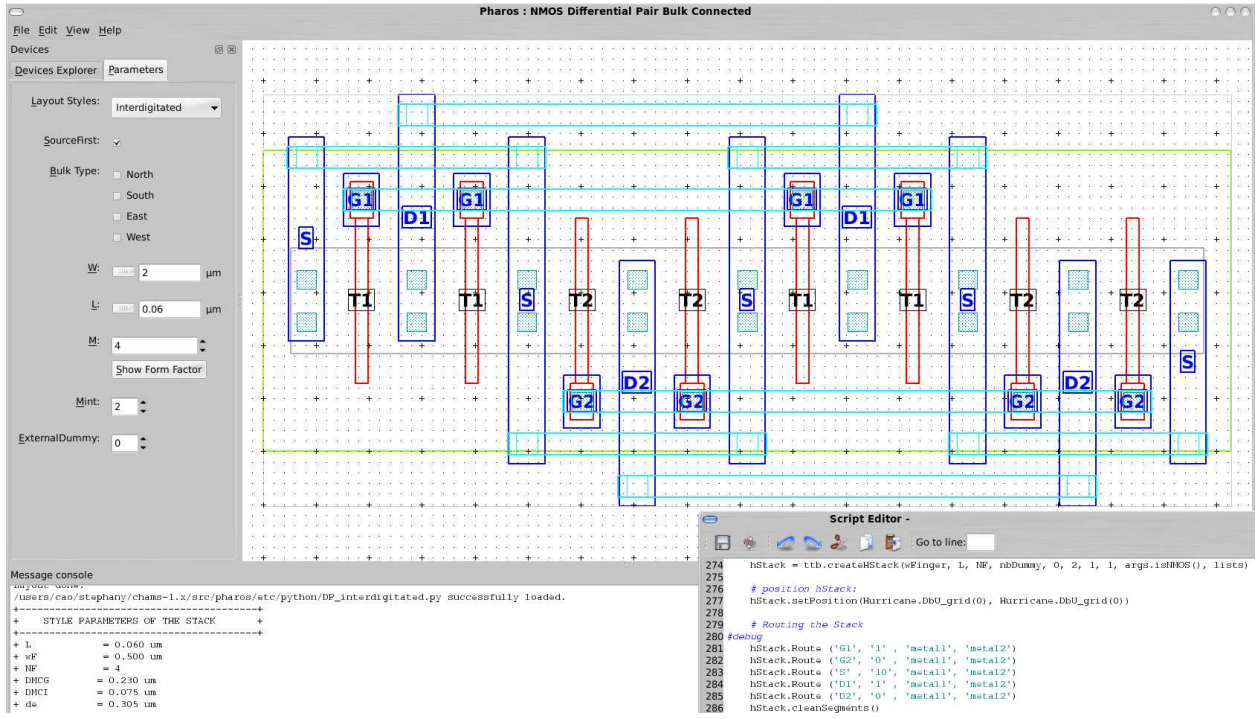 Pharos : NMOS Differential Pair Bulk Connected
File Edit View Help
Devices
Devices Explorer Parameters
Layout Styles: Interdigitated
SourceFirst:
Bulk Type: North
South
East
West
W: 2 µm
L: 0.06 µm
M: 4
Show Form Factor
Mint: 2
ExternalDummy: 0
G1 G1 G1 G1
D1 D1
S
T1 T1 S T2 T2 S T1 T1 S T2 T2
S
D2 D2
G2 G2 G2 G2
Message console
Layout done.
/users/cao/stephany/chams-1.x/src/pharos/etc/python/DP_interdigitated.py successfully loaded.
+---------------------------------------+
+ STYLE PARAMETERS OF THE STACK +
+---------------------------------------+
+ L = 0.060 um
+ wF = 0.500 um
+ NF = 4
+ DMCG = 0.230 um
+ DMCI = 0.075 um
+ de = 0.305 um
Script Editor -
Go to line:
274 hStack = ttb.createHStack(wFinger, L, NF, nbDummy, 0, 2, 1, 1, args.isNMOS(), lists)
275
276 # position hStack:
277 hStack.setPosition(Hurricane.DbU_grid(0), Hurricane.DbU_grid(0))
278
279 # Routing the Stack
280 #debug
281 hStack.Route ('G1', '1' , 'metal1', 'metal2')
282 hStack.Route ('G2', '0' , 'metal1', 'metal2')
283 hStack.Route ('S' , '10', 'metal1', 'metal2')
284 hStack.Route ('D1', '1' , 'metal1', 'metal2')
285 hStack.Route ('D2', '0' , 'metal1', 'metal2')
286 hStack.cleanSegments()